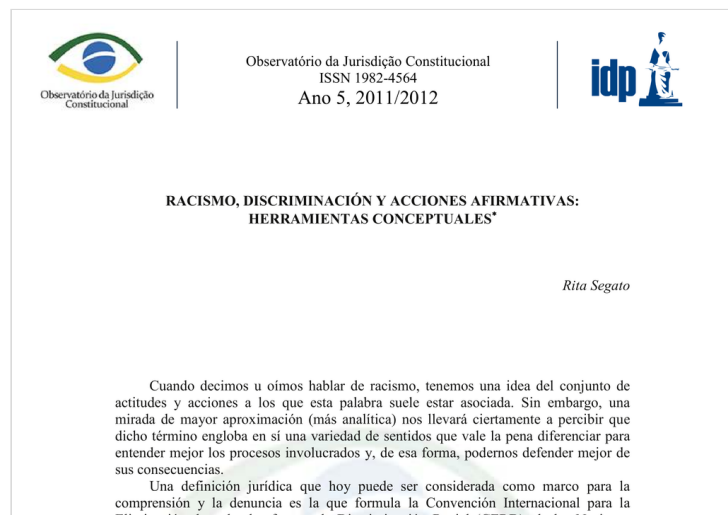 Observatório da Jurisdição
Constitucional
Observatório da Jurisdição Constitucional
ISSN 1982-4564
Ano 5, 2011/2012
idp
RACISMO, DISCRIMINACIÓN Y ACCIONES AFIRMATIVAS:
HERRAMIENTAS CONCEPTUALES*
Rita Segato
Cuando decimos u oímos hablar de racismo, tenemos una idea del conjunto de
actitudes y acciones a los que esta palabra suele estar asociada. Sin embargo, una
mirada de mayor aproximación (más analítica) nos llevará ciertamente a percibir que
dicho término engloba en sí una variedad de sentidos que vale la pena diferenciar para
entender mejor los procesos involucrados y, de esa forma, podernos defender mejor de
sus consecuencias.
Una definición jurídica que hoy puede ser considerada como marco para la
comprensión y la denuncia es la que formula la Convención Internacional para la